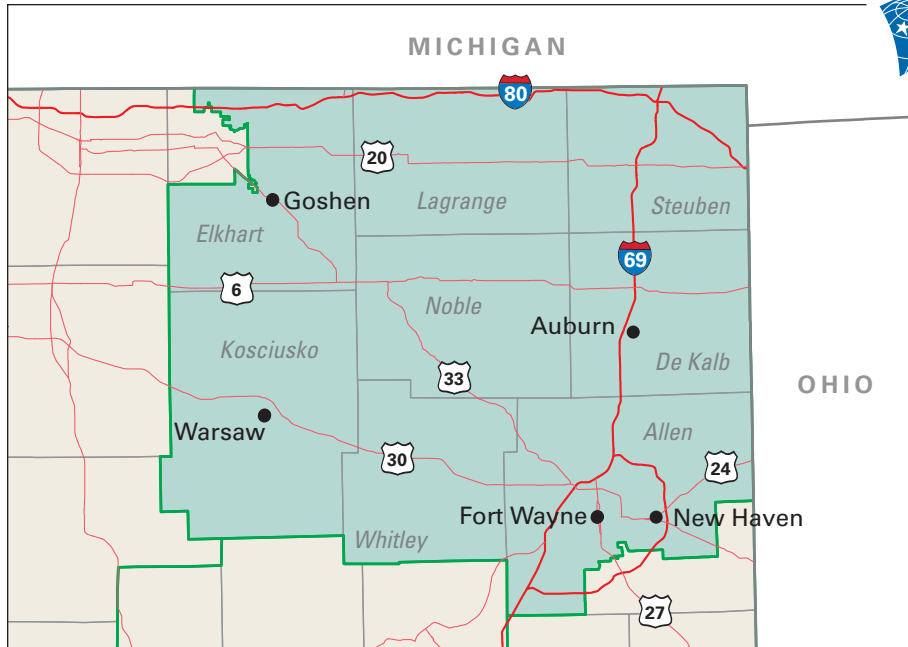 MICHIGAN
80
20
Goshen
Lagrange
Steuben
Elkhart
69
6
Noble
Auburn
Kosciusko
De Kalb
33
OHIO
Warsaw
Allen
30
24
Fort Wayne
New Haven
Whitley
27